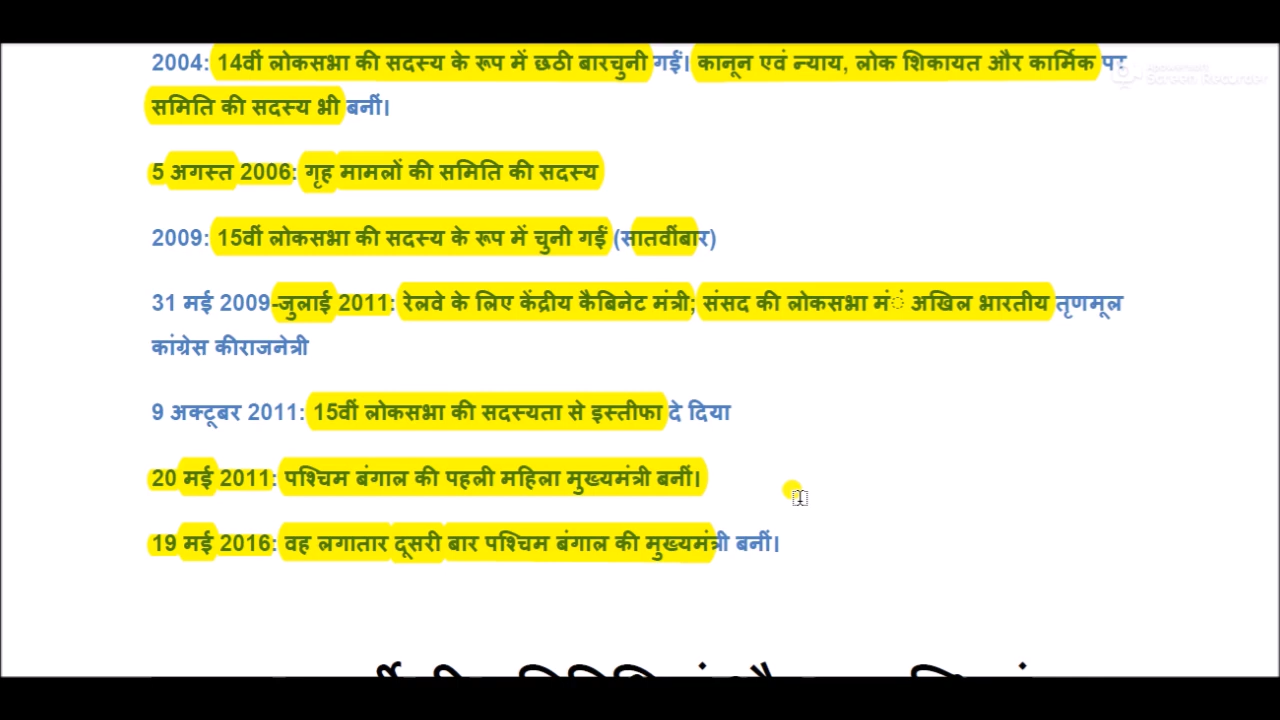 2004: 14वीं लोकसभा की सदस्य के रूप में छठी बारचुनी गईं। कानून एवं न्याय, लोक शिकायत और कार्मिक पर
समिति की सदस्य भी बनीं।
5 अगस्त 2006: गृह मामलों की समिति की सदस्य
2009: 15वीं लोकसभा की सदस्य के रूप में चुनी गईं (सातवींबार)
31 मई 2009-जुलाई 2011: रेलवे के लिए केंद्रीय कैबिनेट मंत्री; संसद की लोकसभा मंं अखिल भारतीय तृणमूल
कांग्रेस कीराजनेत्री
9 अक्टूबर 2011: 15वीं लोकसभा की सदस्यता से इस्तीफा दे दिया
20 मई 2011: पश्चिम बंगाल की पहली महिला मुख्यमंत्री बनीं।
19 मई 2016: वह लगातार दूसरी बार पश्चिम बंगाल की मुख्यमंत्री बनीं।
Screen Recorder